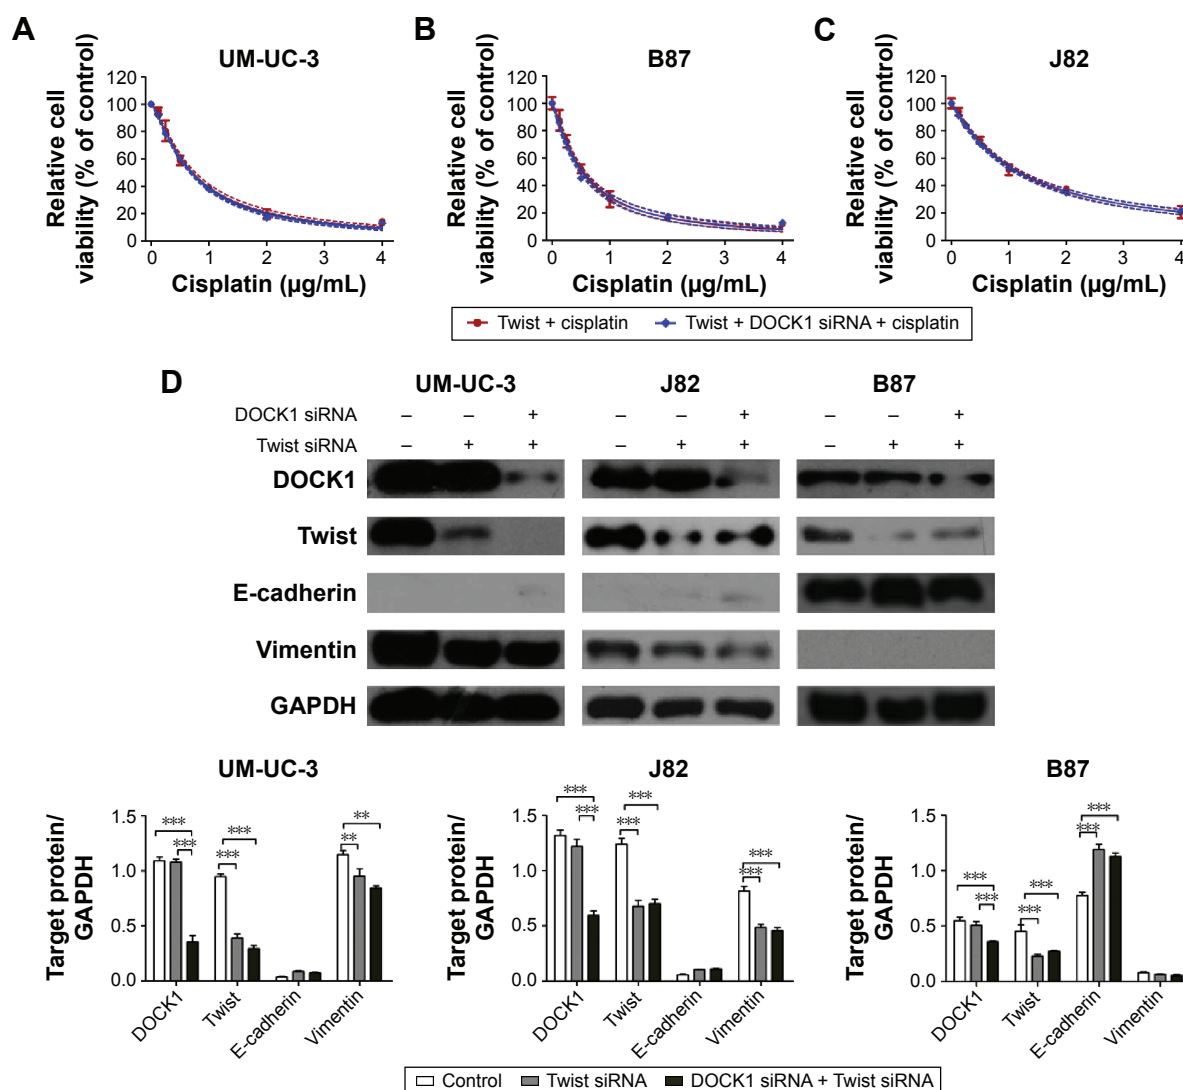 A
B
C
UM-UC-3
B87
J82
Relative cell
viability (% of control)
120
100
80
60
40
20
0
0 1 2 3 4
Cisplatin (µg/mL)
Relative cell
viability (% of control)
120
100
80
60
40
20
0
0 1 2 3 4
Cisplatin (µg/mL)
Relative cell
viability (% of control)
120
100
80
60
40
20
0
0 1 2 3 4
Cisplatin (µg/mL)
Twist + cisplatin Twist + DOCK1 siRNA + cisplatin
D
UM-UC-3 J82 B87
DOCK1 siRNA – – + – – + – – +
Twist siRNA – + + – + + – + +
DOCK1
Twist
E-cadherin
Vimentin
GAPDH
UM-UC-3
Target protein/
GAPDH
1.5
1.0
0.5
0.0
*** *** *** *** ** **
DOCK1 Twist E-cadherin Vimentin
J82
Target protein/
GAPDH
1.5
1.0
0.5
0.0
*** *** *** *** *** ***
DOCK1 Twist E-cadherin Vimentin
B87
Target protein/
GAPDH
1.5
1.0
0.5
0.0
*** *** *** *** *** ***
DOCK1 Twist E-cadherin Vimentin
Control Twist siRNA DOCK1 siRNA + Twist siRNA